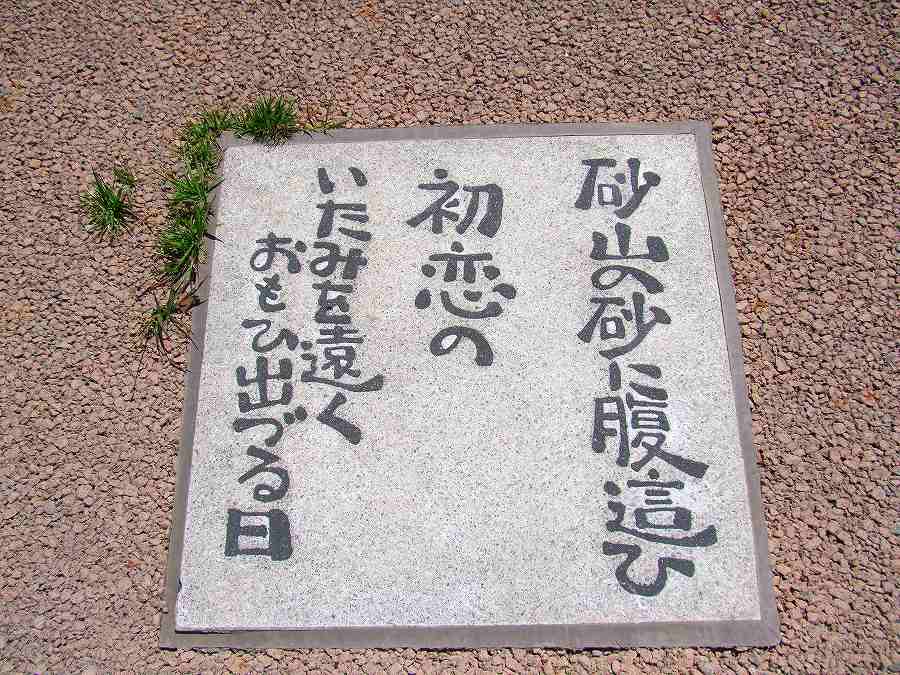 砂山の砂に腹這ひ
初恋の
いたみを遠く
おもひ出づる日